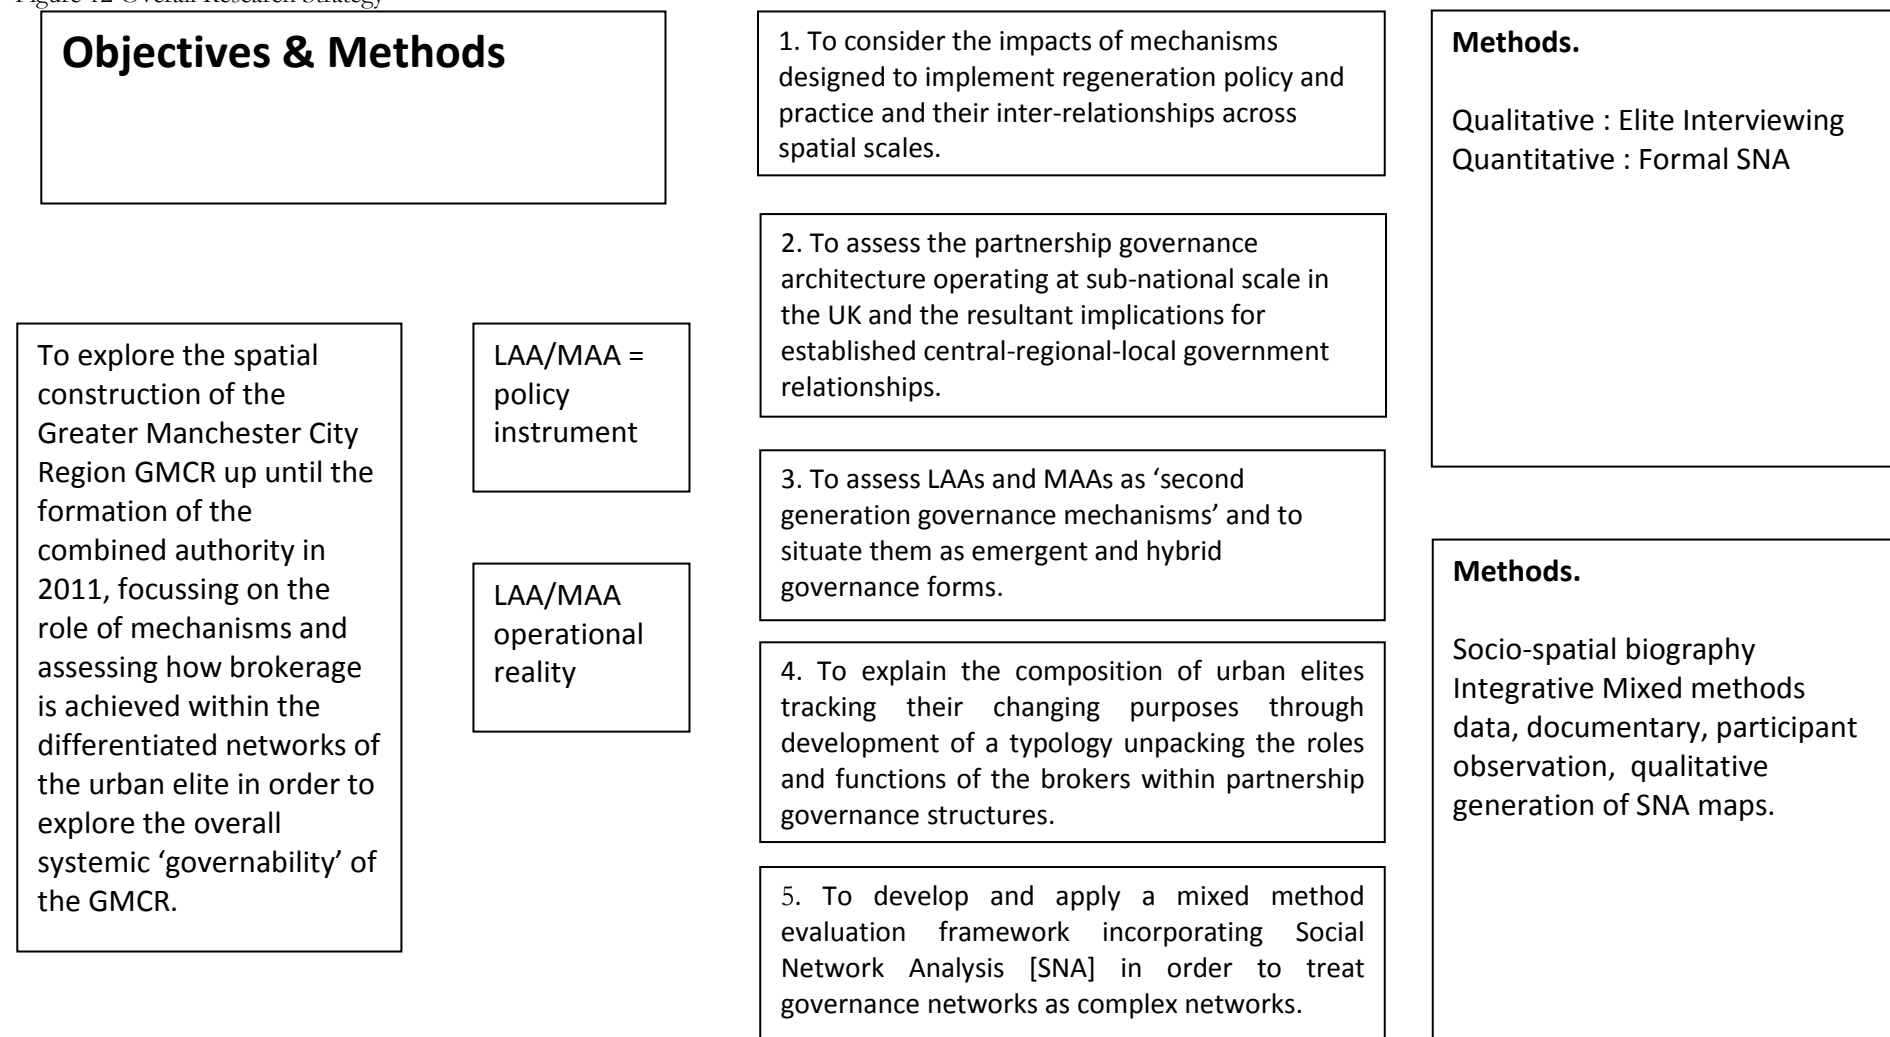 Figure 12 Overall Research Strategy
Objectives & Methods
To explore the spatial
construction of the
Greater Manchester City
Region GMCR up until the
formation of the
combined authority in
2011, focussing on the
role of mechanisms and
assessing how brokerage
is achieved within the
differentiated networks of
the urban elite in order to
explore the overall
systemic ‘governability’ of
the GMCR.
LAA/MAA =
policy
instrument
LAA/MAA
operational
reality
1. To consider the impacts of mechanisms
designed to implement regeneration policy and
practice and their inter-relationships across
spatial scales.
2. To assess the partnership governance
architecture operating at sub-national scale in
the UK and the resultant implications for
established central-regional-local government
relationships.
3. To assess LAAs and MAAs as ‘second
generation governance mechanisms’ and to
situate them as emergent and hybrid
governance forms.
4. To explain the composition of urban elites
tracking their changing purposes through
development of a typology unpacking the roles
and functions of the brokers within partnership
governance structures.
5. To develop and apply a mixed method
evaluation framework incorporating Social
Network Analysis [SNA] in order to treat
governance networks as complex networks.
Methods.
Qualitative : Elite Interviewing
Quantitative : Formal SNA
Methods.
Socio-spatial biography
Integrative Mixed methods
data, documentary, participant
observation, qualitative
generation of SNA maps.